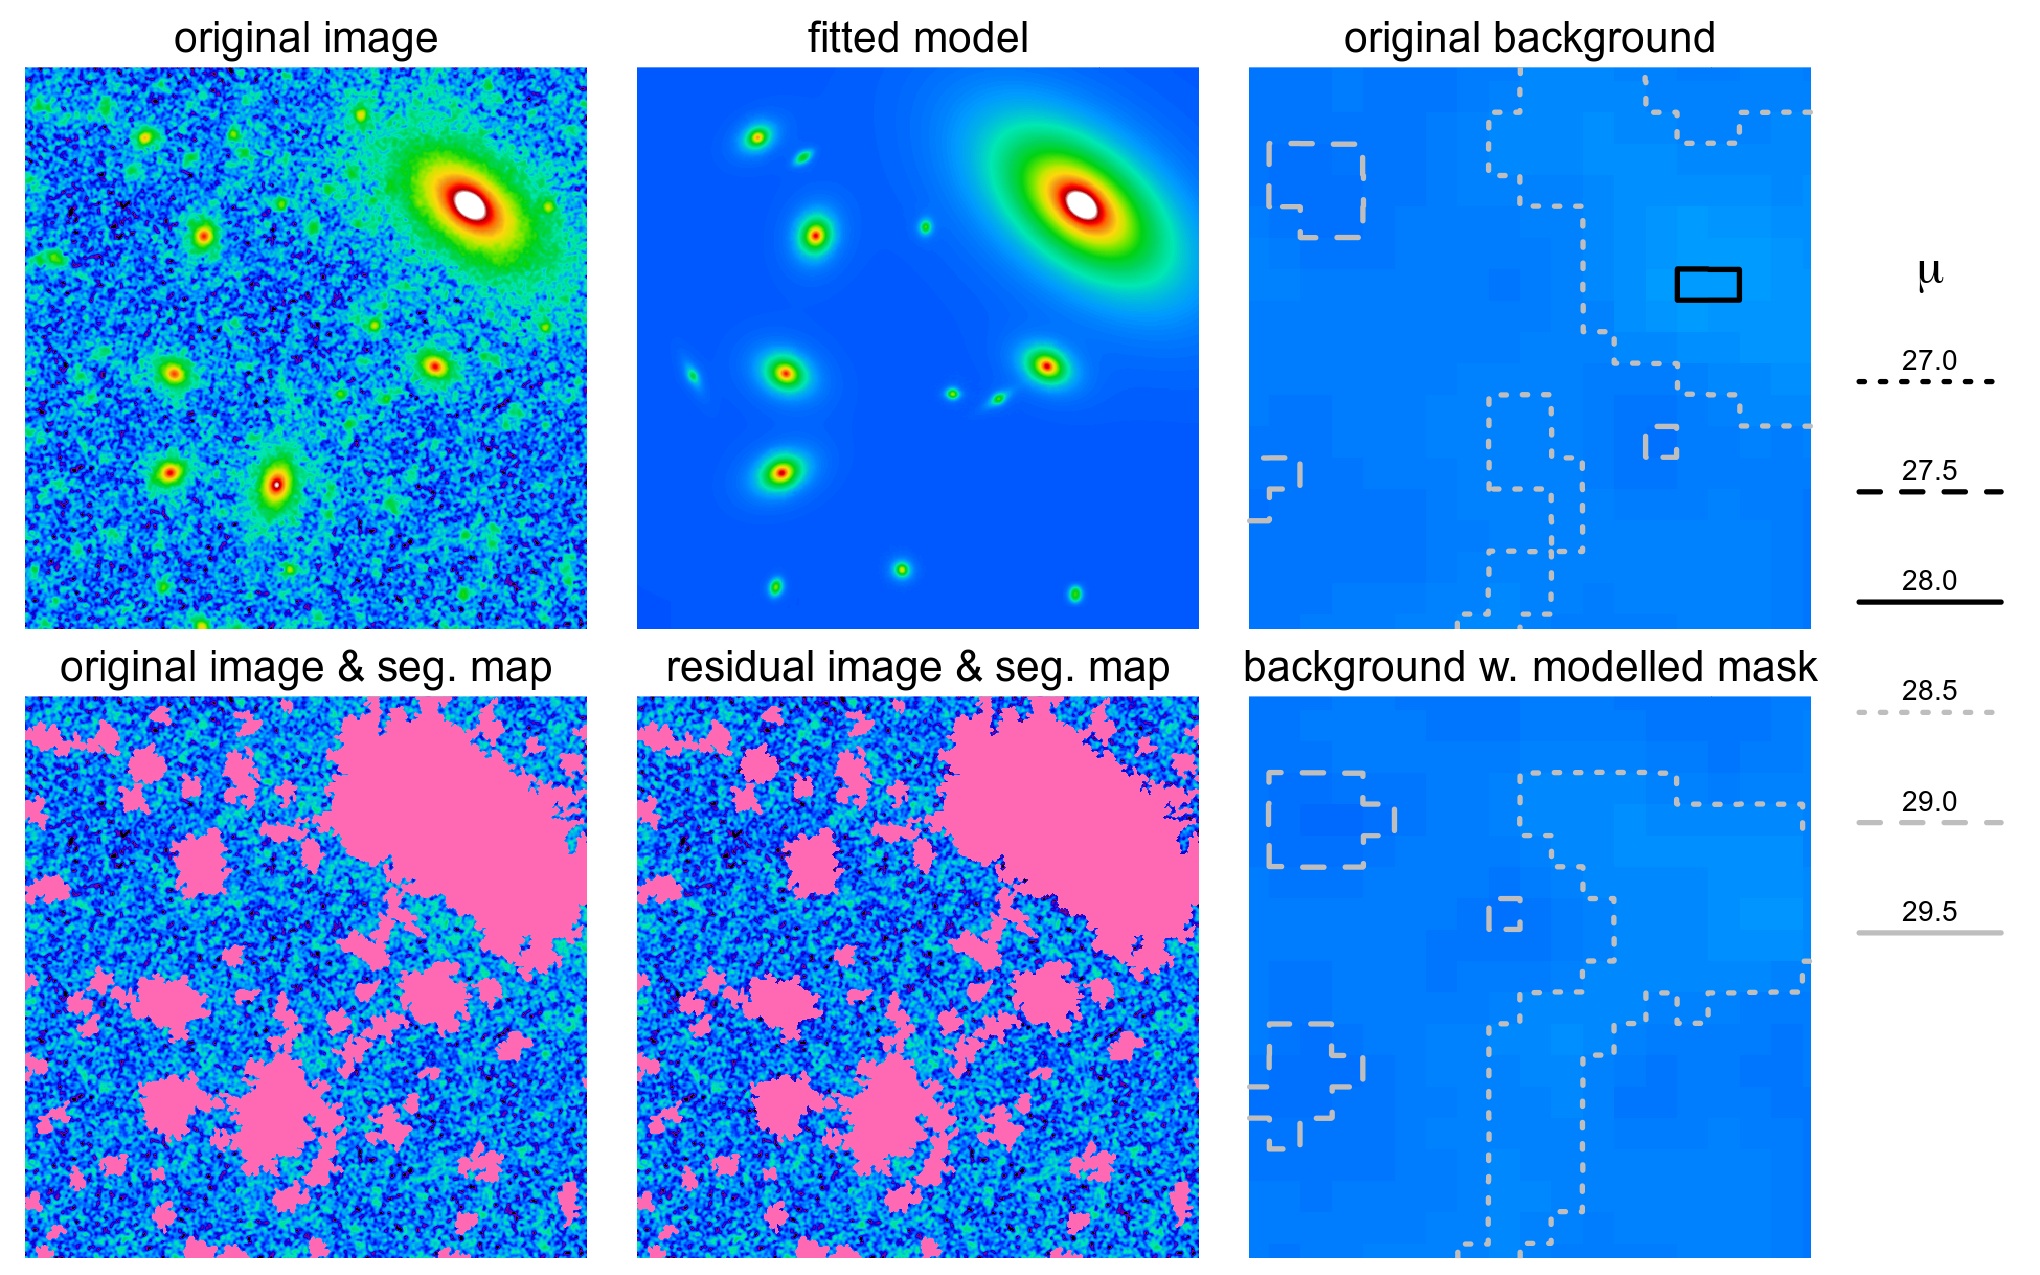 original image
fitted model
original background
μ
27.0
27.5
28.0
original image & seg. map
residual image & seg. map
background w. modelled mask
28.5
29.0
29.5